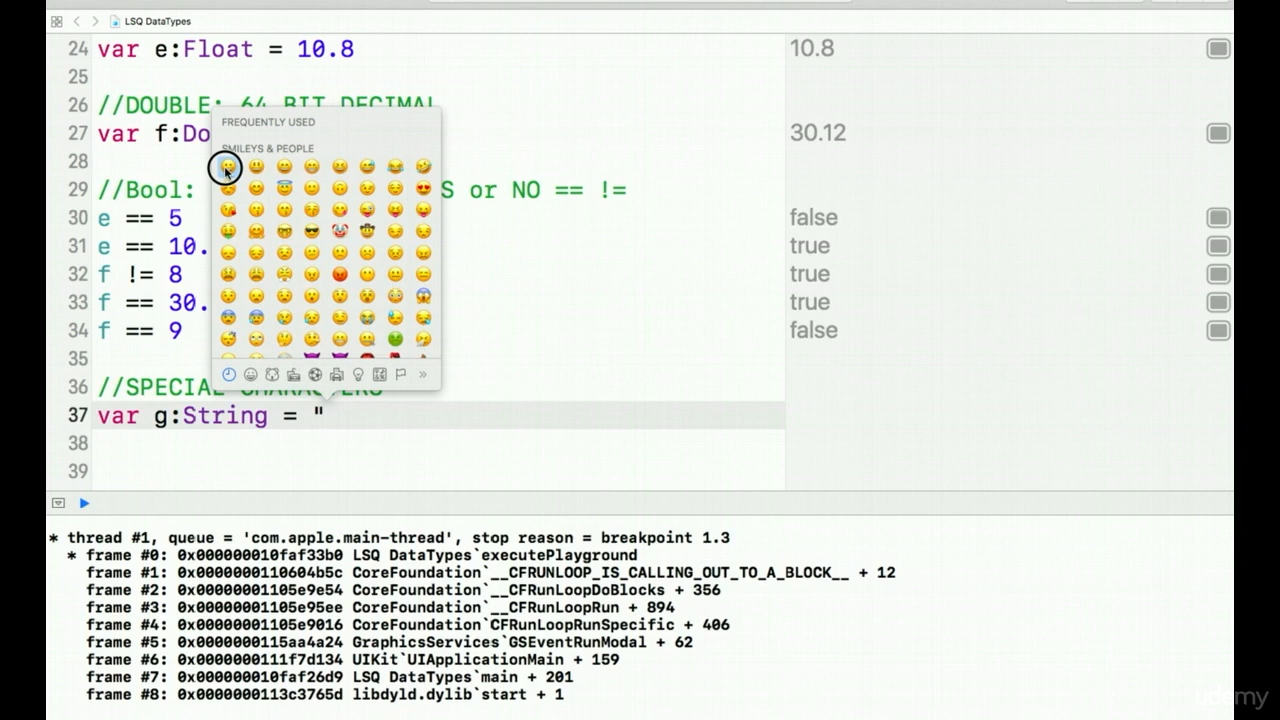 LSQ DataTypes
24 var e:Float = 10.8
10.8
25
26 //DOUBLE: 64 BIT DECIMAL
27 var f:Do
30.12
28
29 //Bool: S or NO == !=
30 e == 5
false
31 e == 10.
true
32 f != 8
true
33 f == 30.
true
34 f == 9
false
35
36 //SPECIAL CHARACTERS
37 var g:String = "
38
39
FREQUENTLY USED
SMILEYS & PEOPLE
* thread #1, queue = 'com.apple.main-thread', stop reason = breakpoint 1.3
* frame #0: 0x000000010faf33b0 LSQ DataTypes`executePlayground
frame #1: 0x0000000110604b5c CoreFoundation`__CFRUNLOOP_IS_CALLING_OUT_TO_A_BLOCK__ + 12
frame #2: 0x00000001105e9e54 CoreFoundation`__CFRunLoopDoBlocks + 356
frame #3: 0x00000001105e95ee CoreFoundation`__CFRunLoopRun + 894
frame #4: 0x00000001105e9016 CoreFoundation`CFRunLoopRunSpecific + 406
frame #5: 0x0000000115aa4a24 GraphicsServices`GSEventRunModal + 62
frame #6: 0x0000000111f7d134 UIKit`UIApplicationMain + 159
frame #7: 0x000000010faf26d9 LSQ DataTypes`main + 201
frame #8: 0x0000000113c3765d libdyld.dylib`start + 1
udemy